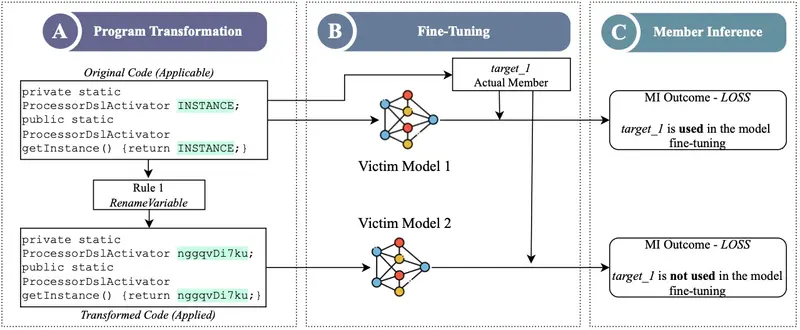 A Program Transformation
Original Code (Applicable)
private static
ProcessorDslActivator INSTANCE;
public static
ProcessorDslActivator
getInstance() {return INSTANCE;}
Rule 1
RenameVariable
private static
ProcessorDslActivator nggqvDi7ku;
public static
ProcessorDslActivator
getInstance() {return nggqvDi7ku;}
Transformed Code (Applied)
B Fine-Tuning
target_1
Actual Member
Victim Model 1
Victim Model 2
C Member Inference
MI Outcome - LOSS
target_1 is used in the model
fine-tuning
MI Outcome - LOSS
target_1 is not used in the model
fine-tuning